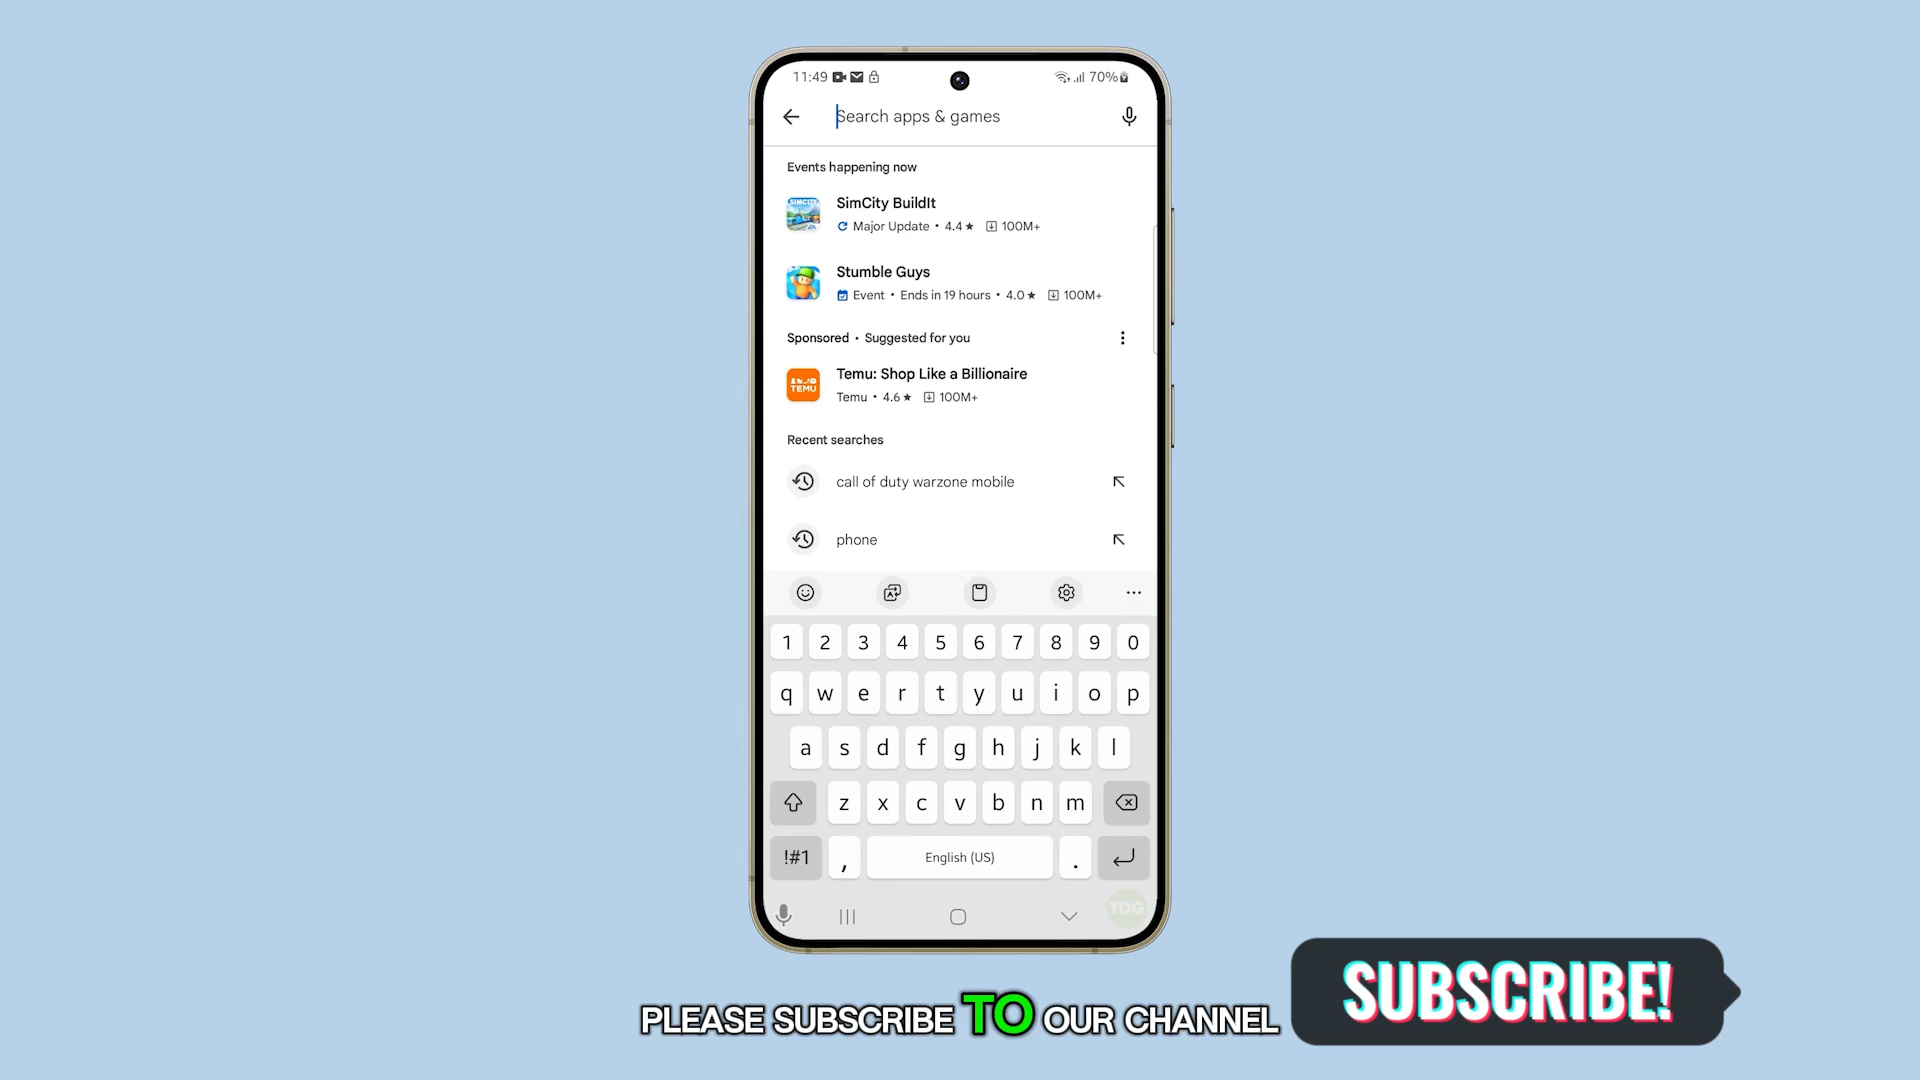 11:49 70%
Search apps & games
Events happening now
SIMCITY
SimCity BuildIt
Major Update • 4.4★ 100M+
Stumble Guys
Event • Ends in 19 hours • 4.0★ 100M+
Sponsored • Suggested for you
TEMU
Temu: Shop Like a Billionaire
Temu • 4.6★ 100M+
Recent searches
call of duty warzone mobile
phone
1 2 3 4 5 6 7 8 9 0
q w e r t y u i o p
a s d f g h j k l
z x c v b n m
!#1 , English (US) .
TDG
PLEASE SUBSCRIBE TO OUR CHANNEL
SUBSCRIBE!